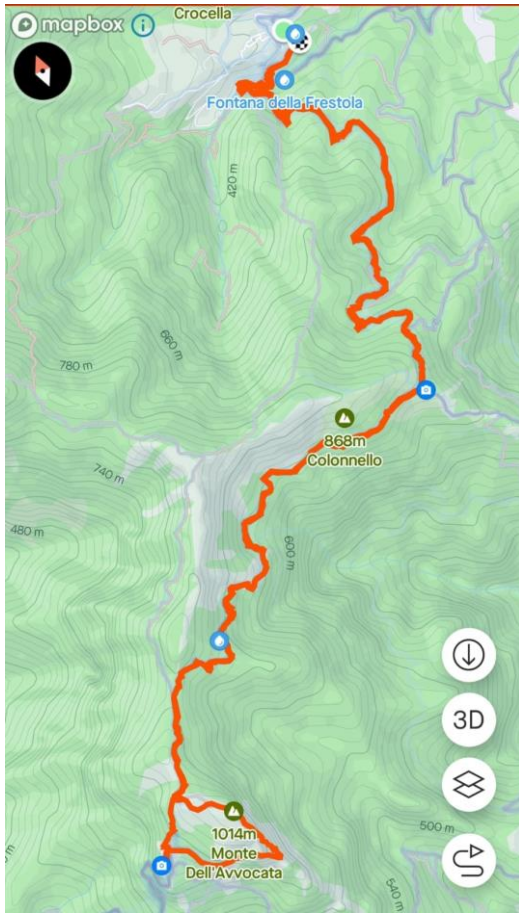 Crocella
mapbox
Fontana della Frestola
420 m
660 m
780 m
868m
Colonnello
740 m
480 m
600 m
3D
1014m
Monte
Dell'Avvocata
500 m
540 m